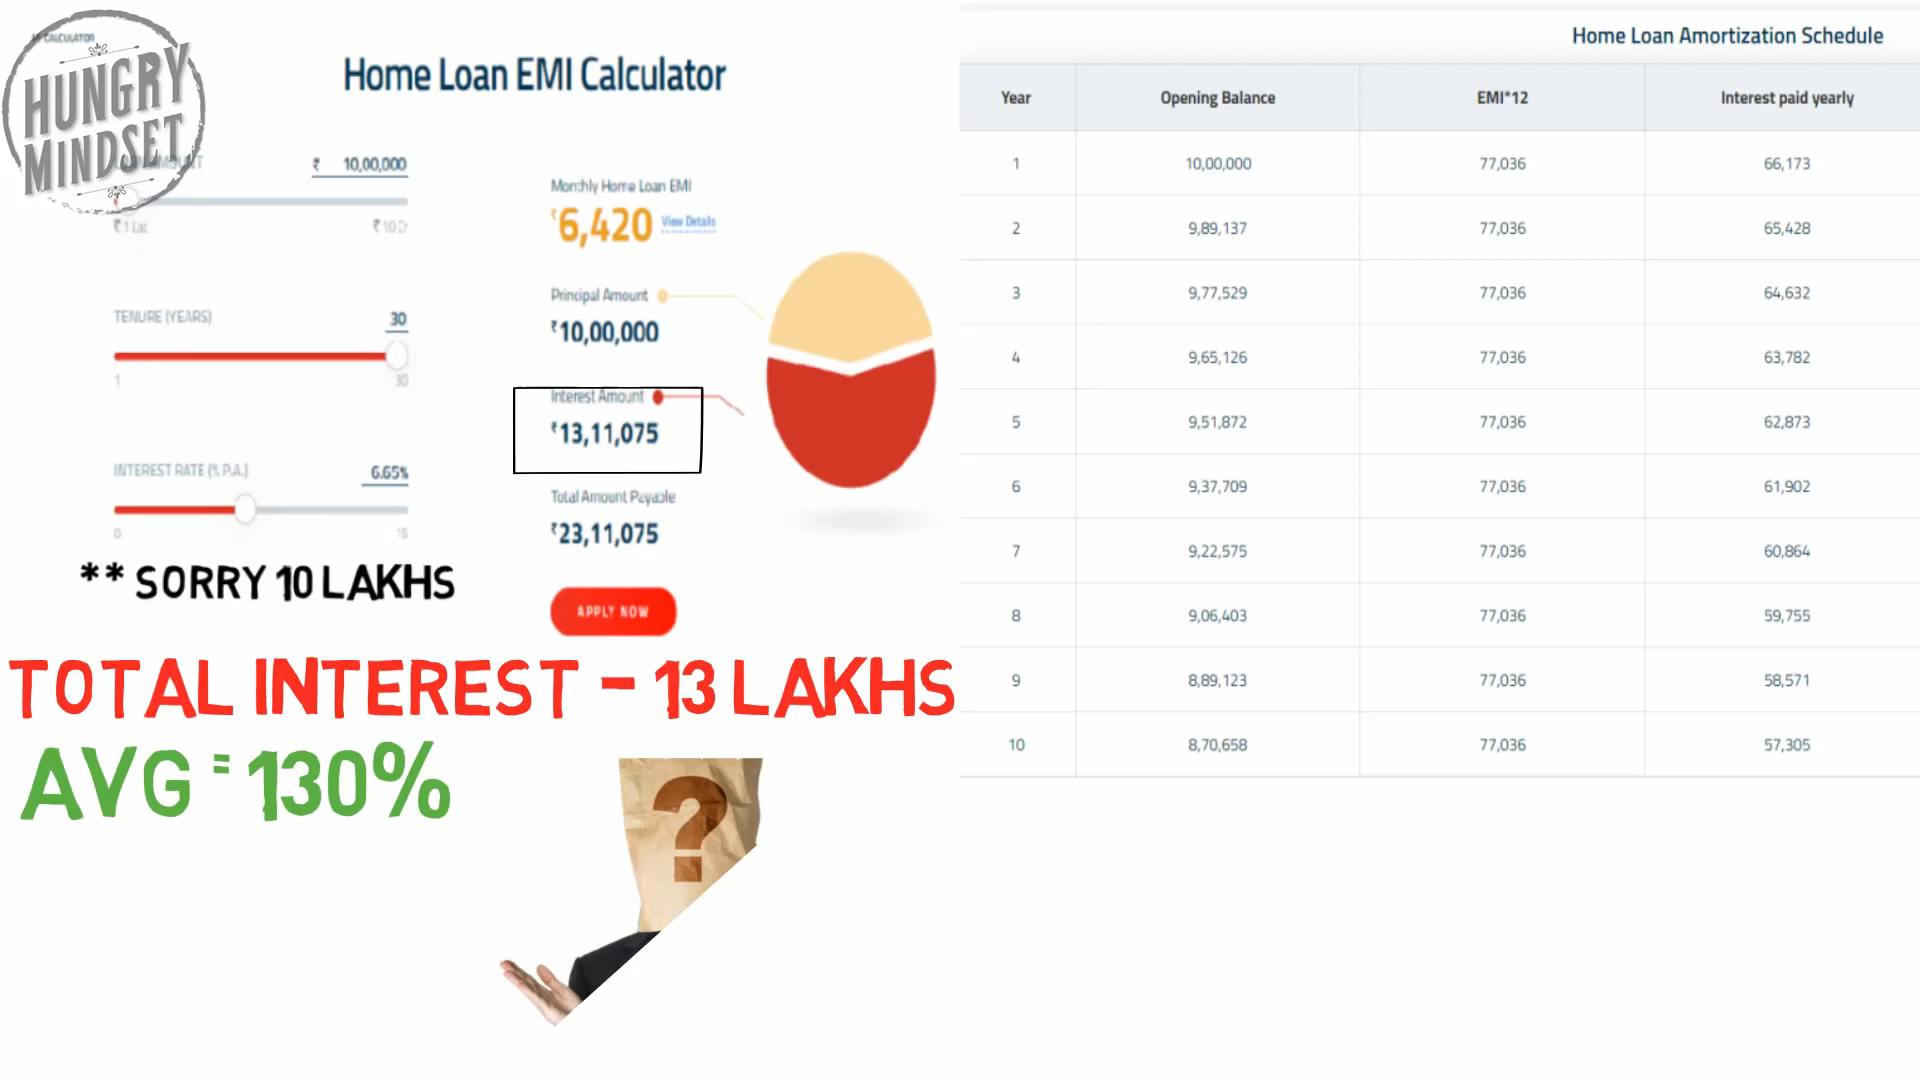 HUNGRY
MINDSET
CALCULATOR
Home Loan EMI Calculator
₹ 10,00,000
₹ 1 Lac
TENURE (YEARS)
30
1
30
INTEREST RATE (% P.A.)
6.65%
0
15
** SORRY 10 LAKHS
Monthly Home Loan EMI
₹6,420 View Details
Principal Amount
₹10,00,000
Interest Amount
₹13,11,075
Total Amount Payable
₹23,11,075
APPLY NOW
TOTAL INTEREST - 13 LAKHS
AVG = 130%
?
Home Loan Amortization Schedule
Year Opening Balance EMI*12 Interest paid yearly
1 10,00,000 77,036 66,173
2 9,89,137 77,036 65,428
3 9,77,529 77,036 64,632
4 9,65,126 77,036 63,782
5 9,51,872 77,036 62,873
6 9,37,709 77,036 61,902
7 9,22,575 77,036 60,864
8 9,06,403 77,036 59,755
9 8,89,123 77,036 58,571
10 8,70,658 77,036 57,305